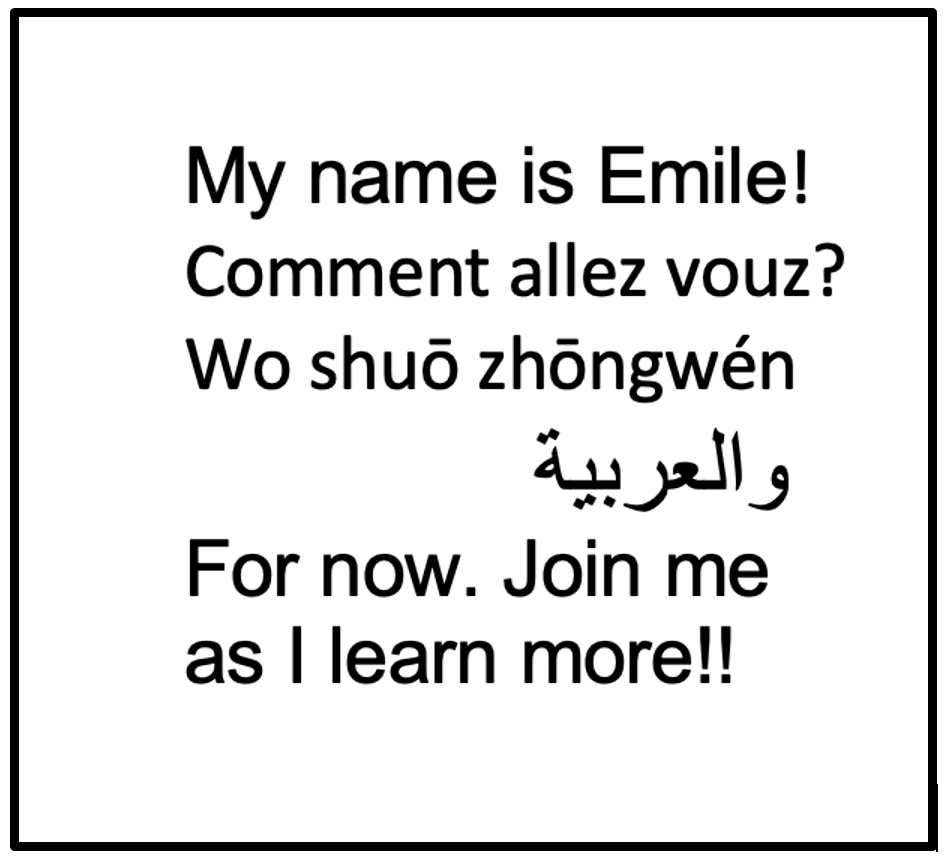 My name is Emile!
Comment allez vouz?
Wo shuō zhōngwén
والعربية
For now. Join me
as I learn more!!